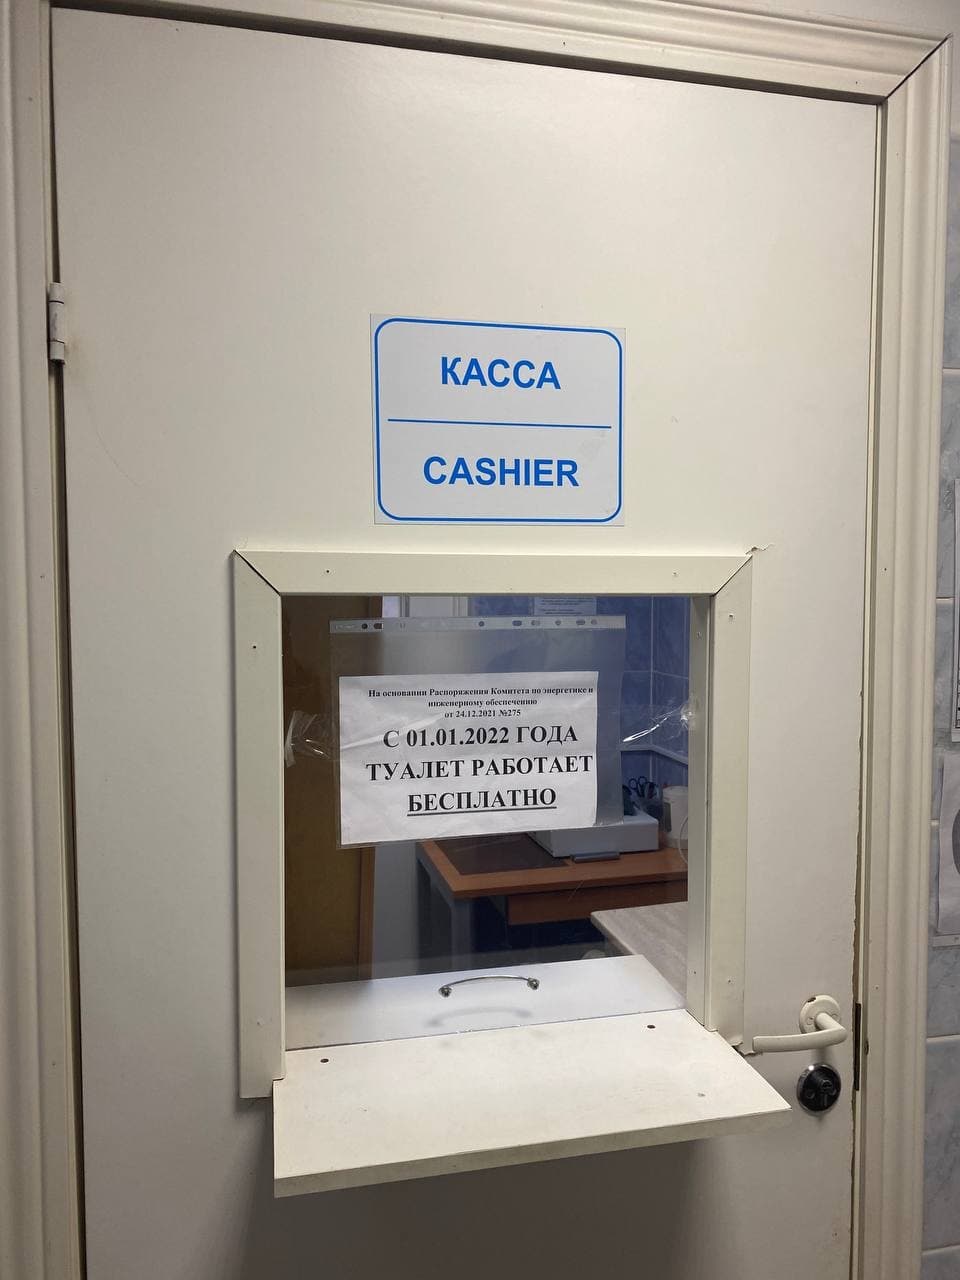 КАССА
CASHIER
На основании Распоряжения Комитета по энергетике и
инженерному обеспечению
от 24.12.2021 №275
С 01.01.2022 ГОДА
ТУАЛЕТ РАБОТАЕТ
БЕСПЛАТНО